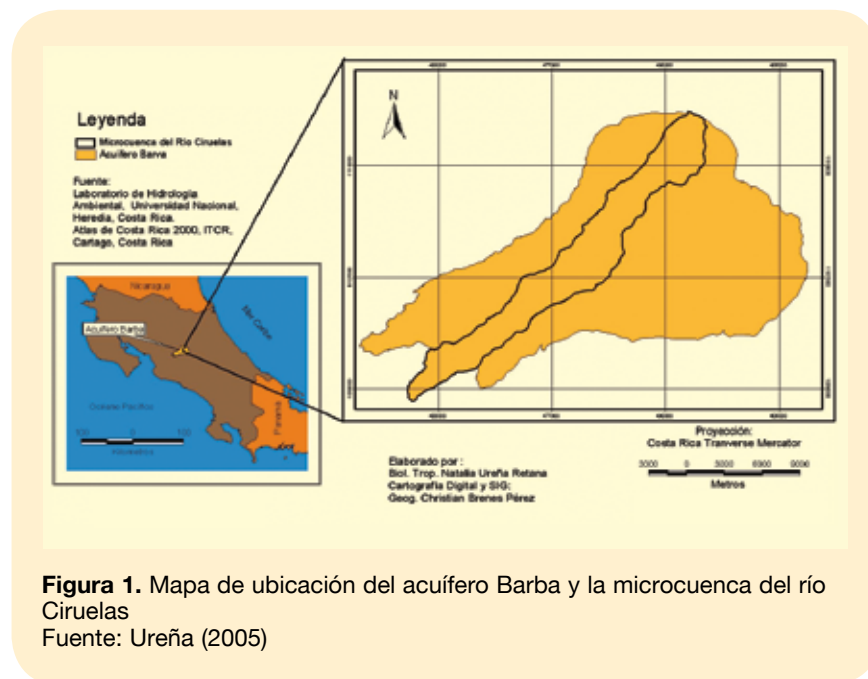 Leyenda
Microcuenca del Río Ciruelas
Acuífero Barva
Fuente:
Laboratorio de Hidrología
Ambiental, Universidad Nacional,
Heredia, Costa Rica.
Atlas de Costa Rica 2000, ITCR,
Cartago, Costa Rica
N
Nicaragua
Mar Caribe
Acuífero Barba
Océano Pacífico
Panamá
100 0 100
Kilómetros
Elaborado por :
Biol. Trop. Natalia Ureña Retana
Cartografía Digital y SIG:
Geog. Christian Brenes Pérez
Proyección:
Costa Rica Tranverse Mercator
3000 0 3000 6000 9000
Metros
Figura 1. Mapa de ubicación del acuífero Barba y la microcuenca del río
Ciruelas
Fuente: Ureña (2005)